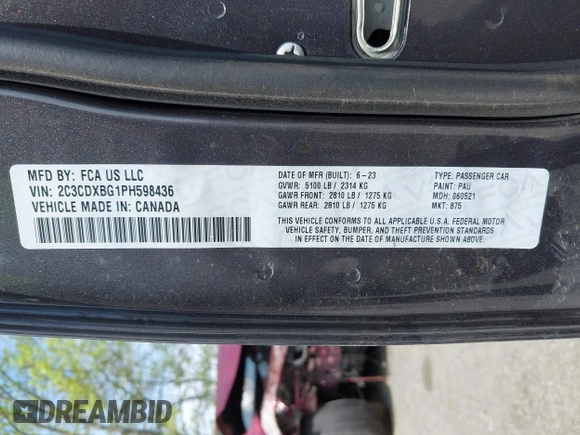 MFD BY: FCA US LLC
VIN: 2C3CDXBG1PH598436
VEHICLE MADE IN: CANADA
DATE OF MFR (BUILT): 6-23
GVWR: 5100 LB / 2314 KG
GAWR FRONT: 2810 LB / 1275 KG
GAWR REAR: 2810 LB / 1275 KG
TYPE: PASSENGER CAR
PAINT: PAU
MDH: 060521
MKT: 875
THIS VEHICLE CONFORMS TO ALL APPLICABLE U.S.A. FEDERAL MOTOR
VEHICLE SAFETY, BUMPER, AND THEFT PREVENTION STANDARDS
IN EFFECT ON THE DATE OF MANUFACTURE SHOWN ABOVE.
DREAMBID